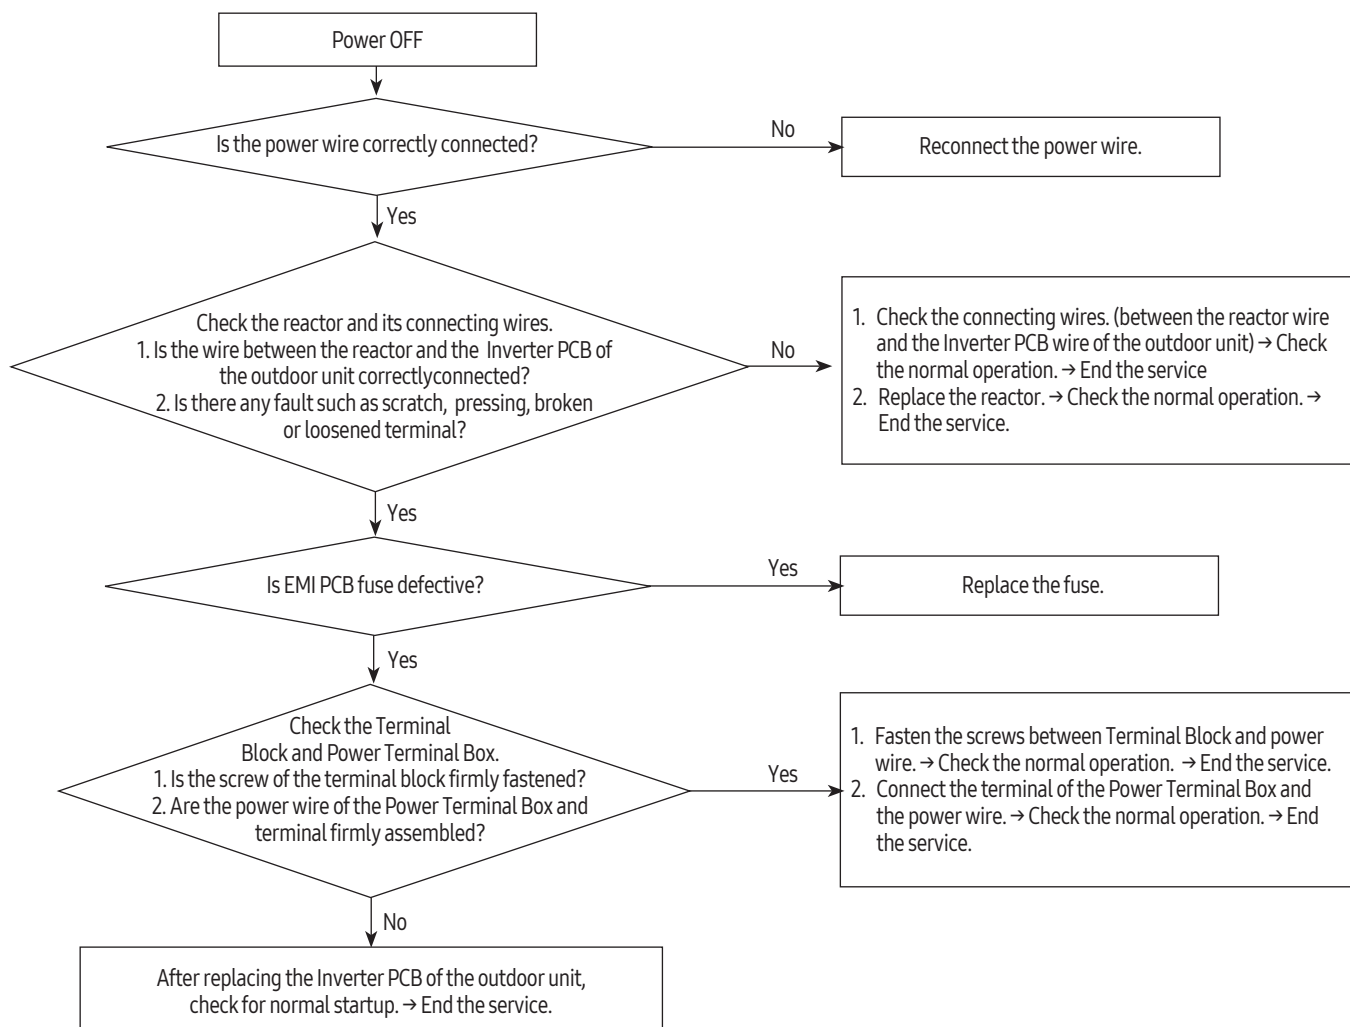 Power OFF
Is the power wire correctly connected?
No
Reconnect the power wire.
Yes
Check the reactor and its connecting wires.
1. Is the wire between the reactor and the Inverter PCB of
the outdoor unit correctlyconnected?
2. Is there any fault such as scratch, pressing, broken
or loosened terminal?
No
1. Check the connecting wires. (between the reactor wire
and the Inverter PCB wire of the outdoor unit) → Check
the normal operation. → End the service
2. Replace the reactor. → Check the normal operation. →
End the service.
Yes
Is EMI PCB fuse defective?
Yes
Replace the fuse.
Yes
Check the Terminal
Block and Power Terminal Box.
1. Is the screw of the terminal block firmly fastened?
2. Are the power wire of the Power Terminal Box and
terminal firmly assembled?
Yes
1. Fasten the screws between Terminal Block and power
wire. → Check the normal operation. → End the service.
2. Connect the terminal of the Power Terminal Box and
the power wire. → Check the normal operation. → End
the service.
No
After replacing the Inverter PCB of the outdoor unit,
check for normal startup. → End the service.